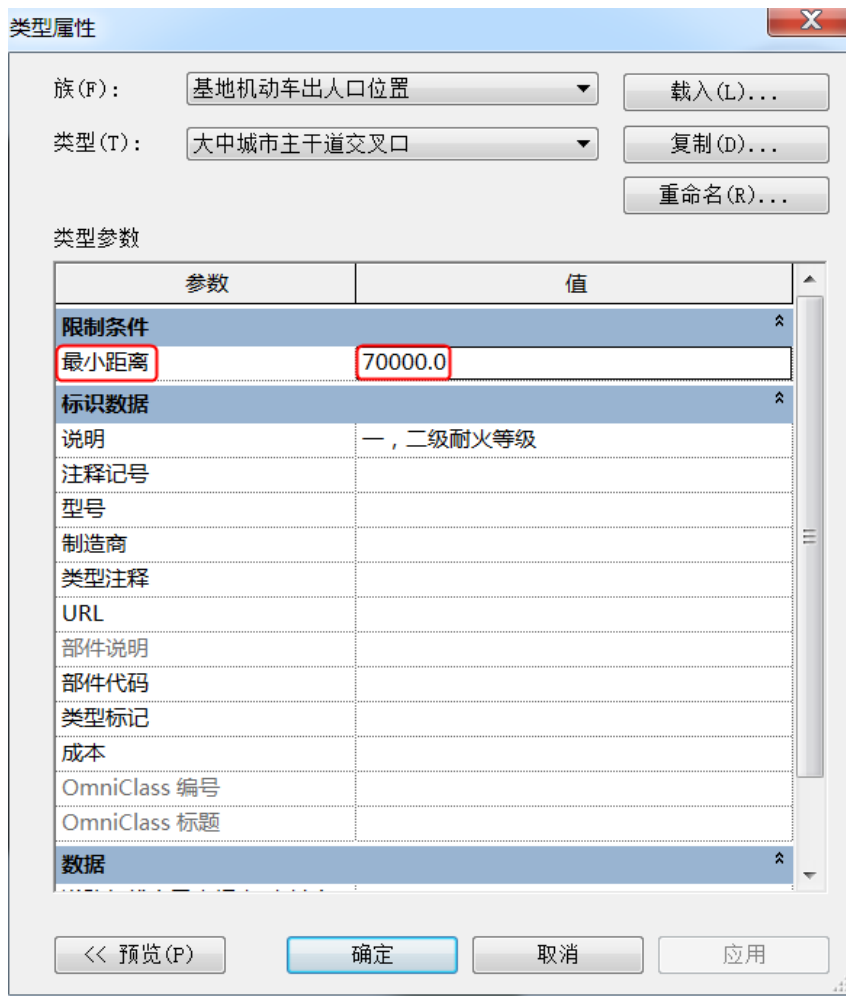 类型属性
族(F): 基地机动车出人口位置 载入(L)...
类型(T): 大中城市主干道交叉口 复制(D)...
重命名(R)...
类型参数
参数 值
限制条件
最小距离 70000.0
标识数据
说明 一，二级耐火等级
注释记号
型号
制造商
类型注释
URL
部件说明
部件代码
类型标记
成本
OmniClass 编号
OmniClass 标题
数据
<< 预览(P) 确定 取消 应用